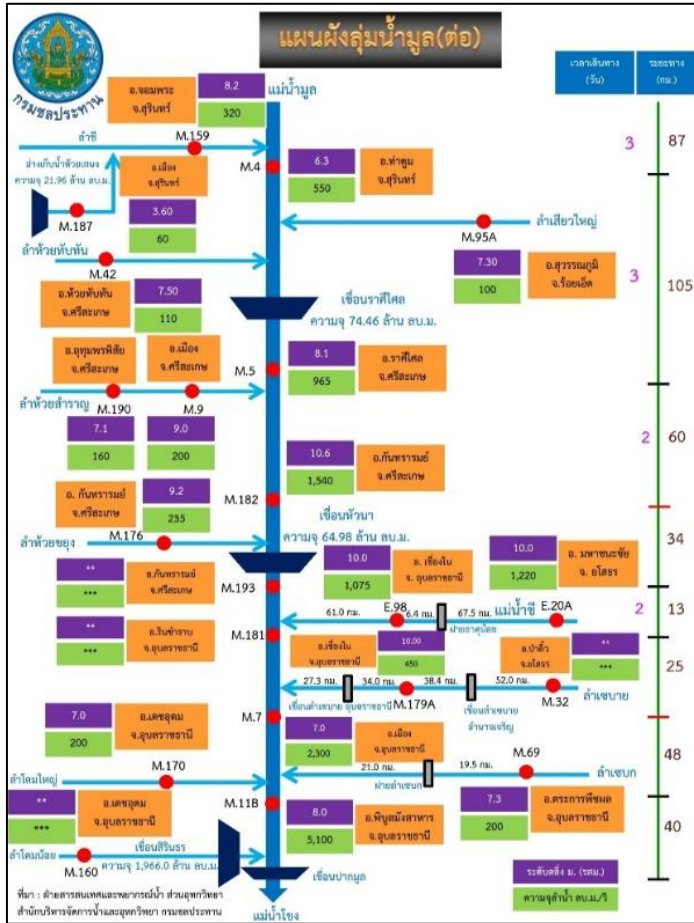 แผนผังลุ่มน้ำมูล(ต่อ)
กรมชลประทาน
เวลาเดินทาง
(วัน)
ระยะทาง
(กม.)
อ.จอมพระ
จ.สุรินทร์
8.2
320
แม่น้ำมูล
ลำชี
M.159
3
87
อ่างเก็บน้ำห้วยเสนง
ความจุ 21.96 ล้าน ลบ.ม.
อ.เมือง
จ.สุรินทร์
3.60
60
M.187
M.4
6.3
550
อ.ท่าตูม
จ.สุรินทร์
ลำเสียวใหญ่
M.95A
7.30
100
อ.สุวรรณภูมิ
จ.ร้อยเอ็ด
3
105
ลำห้วยทับทัน
M.42
อ.ห้วยทับทัน
จ.ศรีสะเกษ
7.50
110
เขื่อนราศีไศล
ความจุ 74.46 ล้าน ลบ.ม.
อ.อุทุมพรพิสัย
จ.ศรีสะเกษ
อ.เมือง
จ.ศรีสะเกษ
M.5
8.1
965
อ.ราศีไศล
จ.ศรีสะเกษ
ลำห้วยสำราญ
M.190
M.9
7.1
160
9.0
200
2
60
10.6
1,540
อ.กันทรารมย์
จ.ศรีสะเกษ
M.182
อ. กันทรารมย์
จ.ศรีสะเกษ
9.2
235
M.176
ลำห้วยขยุง
เขื่อนหัวนา
ความจุ 64.98 ล้าน ลบ.ม.
34
10.0
1,075
อ. เขื่องใน
จ. อุบลราชธานี
10.0
1,220
อ. มหาชนะชัย
จ. ยโสธร
**
***
อ.กันทรารมย์
จ.ศรีสะเกษ
M.193
61.0 กม.
E.98
6.4 กม.
67.5 กม.
แม่น้ำชี
E.20A
ฝายธาตุน้อย
2
13
**
***
อ.วารินชำราบ
จ.อุบลราชธานี
M.181
อ.เขื่องใน
จ.อุบลราชธานี
10.00
450
อ.ป่าติ้ว
จ.ยโสธร
**
***
25
27.3 กม.
34.0 กม.
38.4 กม.
52.0 กม.
ลำเซบาย
เขื่อนลำเซบาย อุบลราชธานี
M.179A
เขื่อนลำเซบาย
อำนาจเจริญ
M.32
7.0
200
อ.เดชอุดม
จ.อุบลราชธานี
M.7
7.0
2,300
อ.เมือง
จ.อุบลราชธานี
M.69
48
ลำโดมใหญ่
M.170
21.0 กม.
19.5 กม.
ลำเซบก
ฝายลำเซบก
**
***
อ.เดชอุดม
จ.อุบลราชธานี
M.11B
8.0
5,100
อ.พิบูลมังสาหาร
จ.อุบลราชธานี
7.3
200
อ.ตระการพืชผล
จ.อุบลราชธานี
40
ลำโดมน้อย
M.160
เขื่อนสิรินธร
ความจุ 1,966.0 ล้าน ลบ.ม.
เขื่อนปากมูล
แม่น้ำโขง
ระดับตลิ่ง ม. (รสม.)
ความจุลำน้ำ ลบ.ม./วิ
ที่มา : ฝ่ายสารสนเทศและพยากรณ์น้ำ ส่วนอุทกวิทยา
สำนักบริหารจัดการน้ำและอุทกวิทยา กรมชลประทาน